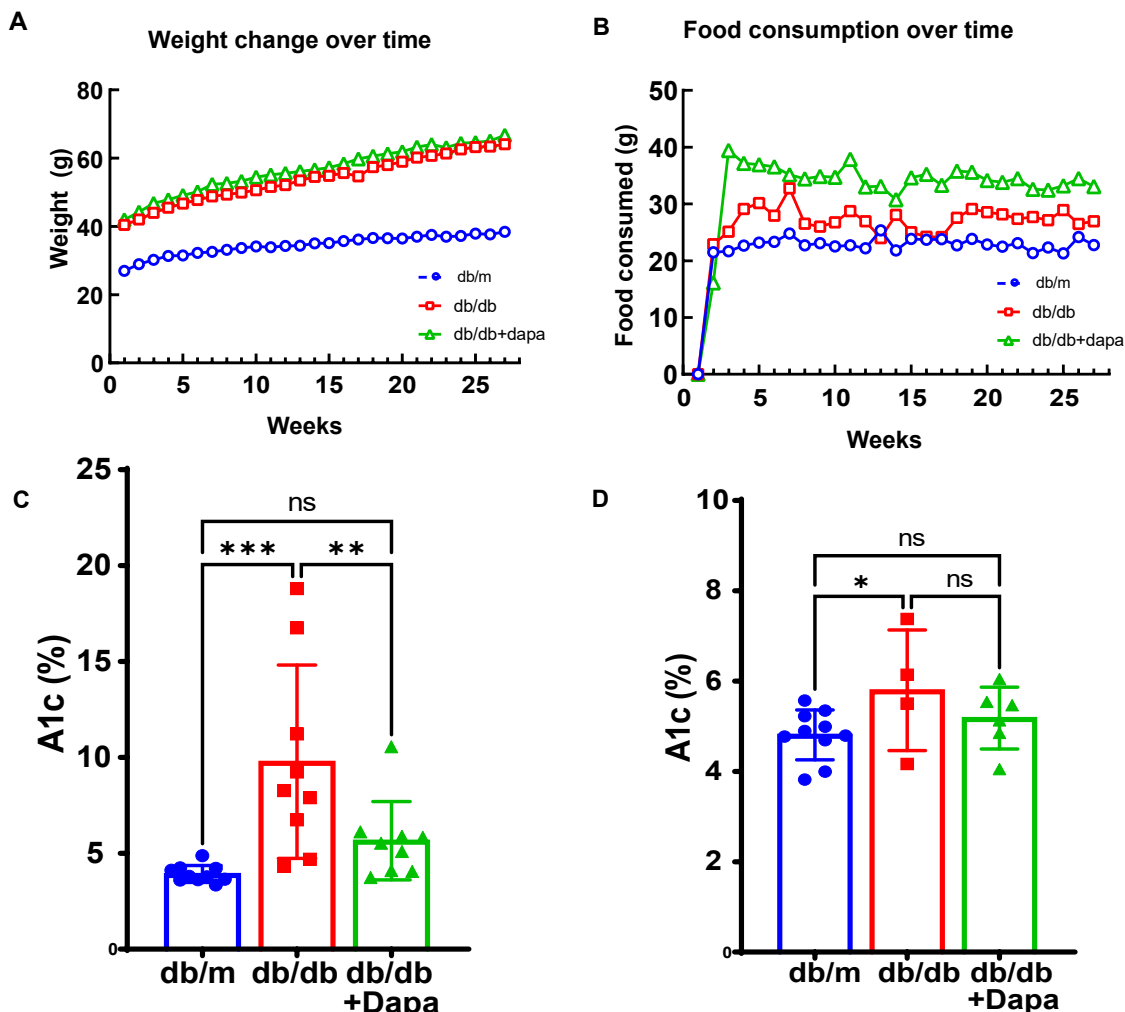 A
Weight change over time
Weight (g)
80
60
40
20
0
0 5 10 15 20 25
Weeks
db/m
db/db
db/db+dapa
B
Food consumption over time
Food consumed (g)
50
40
30
20
10
0
0 5 10 15 20 25
Weeks
db/m
db/db
db/db+dapa
C
A1c (%)
25
20
15
10
5
0
ns
*** **
db/m db/db db/db
+Dapa
D
A1c (%)
10
8
6
4
2
0
ns
* ns
db/m db/db db/db
+Dapa